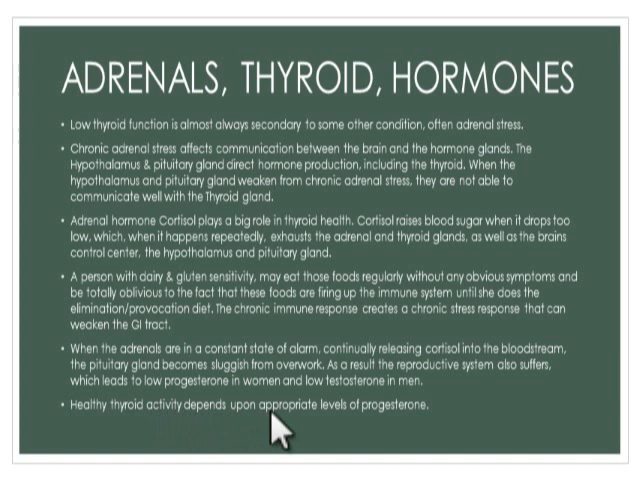 ADRENALS, THYROID, HORMONES
• Low thyroid function is almost always secondary to some other condition, often adrenal stress.
• Chronic adrenal stress affects communication between the brain and the hormone glands. The
Hypothalamus & pituitary gland direct hormone production, including the thyroid. When the
hypothalamus and pituitary gland weaken from chronic adrenal stress, they are not able to
communicate well with the Thyroid gland.
• Adrenal hormone Cortisol plays a big role in thyroid health. Cortisol raises blood sugar when it drops too
low, which, when it happens repeatedly, exhausts the adrenal and thyroid glands, as well as the brains
control center, the hypothalamus and pituitary gland.
• A person with dairy & gluten sensitivity, may eat those foods regularly without any obvious symptoms and
be totally oblivious to the fact that these foods are firing up the immune system until she does the
elimination/provocation diet. The chronic immune response creates a chronic stress response that can
weaken the GI tract.
• When the adrenals are in a constant state of alarm, continually releasing cortisol into the bloodstream,
the pituitary gland becomes sluggish from overwork. As a result the reproductive system also suffers,
which leads to low progesterone in women and low testosterone in men.
• Healthy thyroid activity depends upon appropriate levels of progesterone.